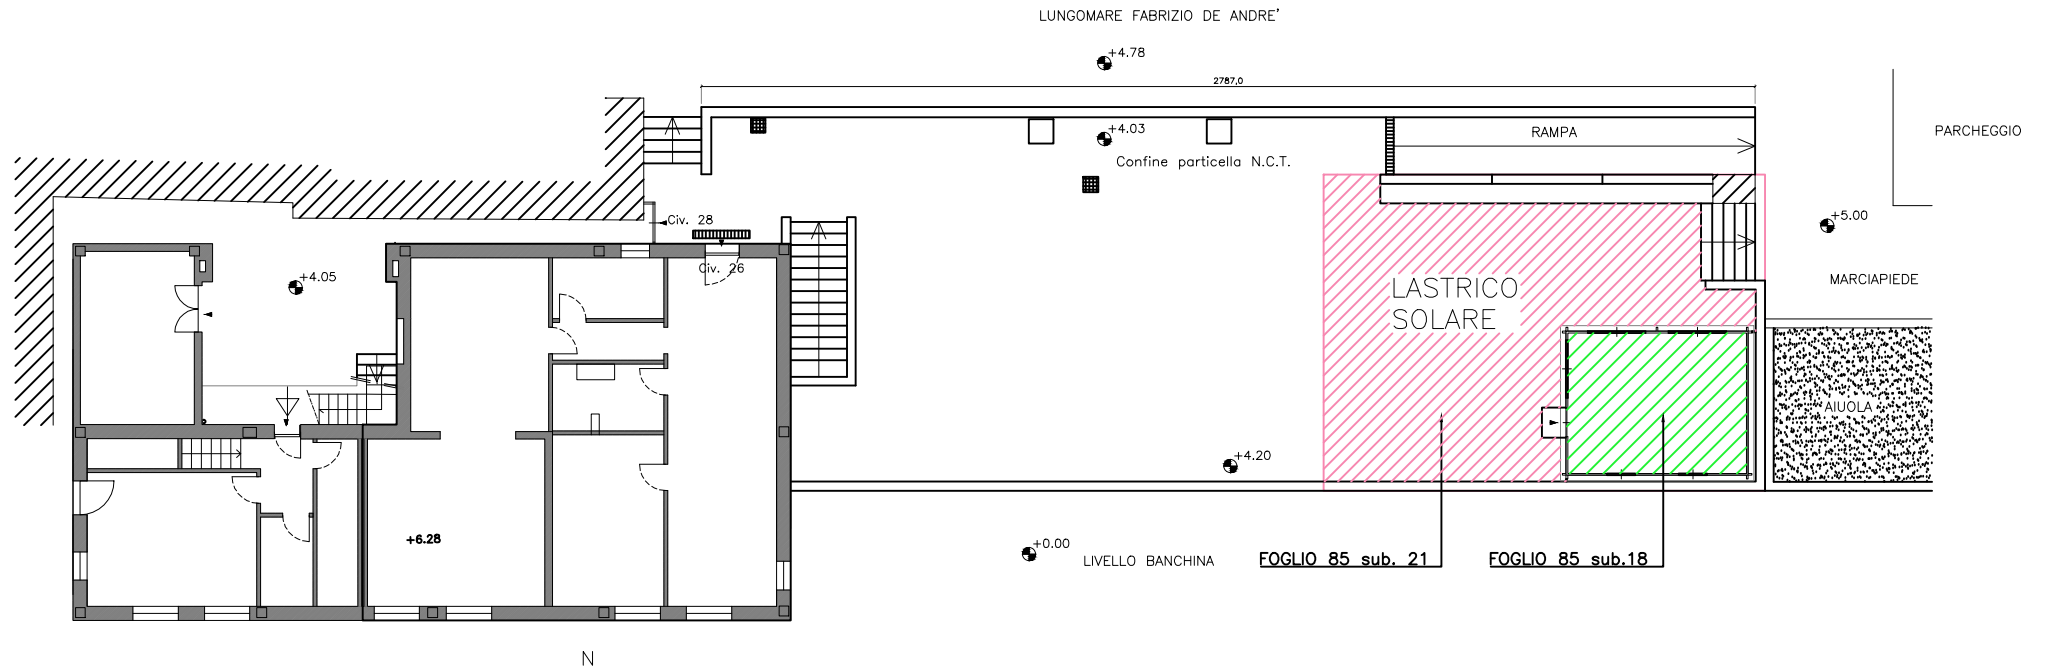 LUNGOMARE FABRIZIO DE ANDRE'
+4.78
2787,0
+4.03
RAMPA
PARCHEGGIO
Confine particella N.C.T.
Civ. 28
+5.00
Civ. 26
+4.05
MARCIAPIEDE
LASTRICO
SOLARE
AIUOLA
+4.20
+6.28
+0.00
LIVELLO BANCHINA
FOGLIO 85 sub. 21
FOGLIO 85 sub.18
N